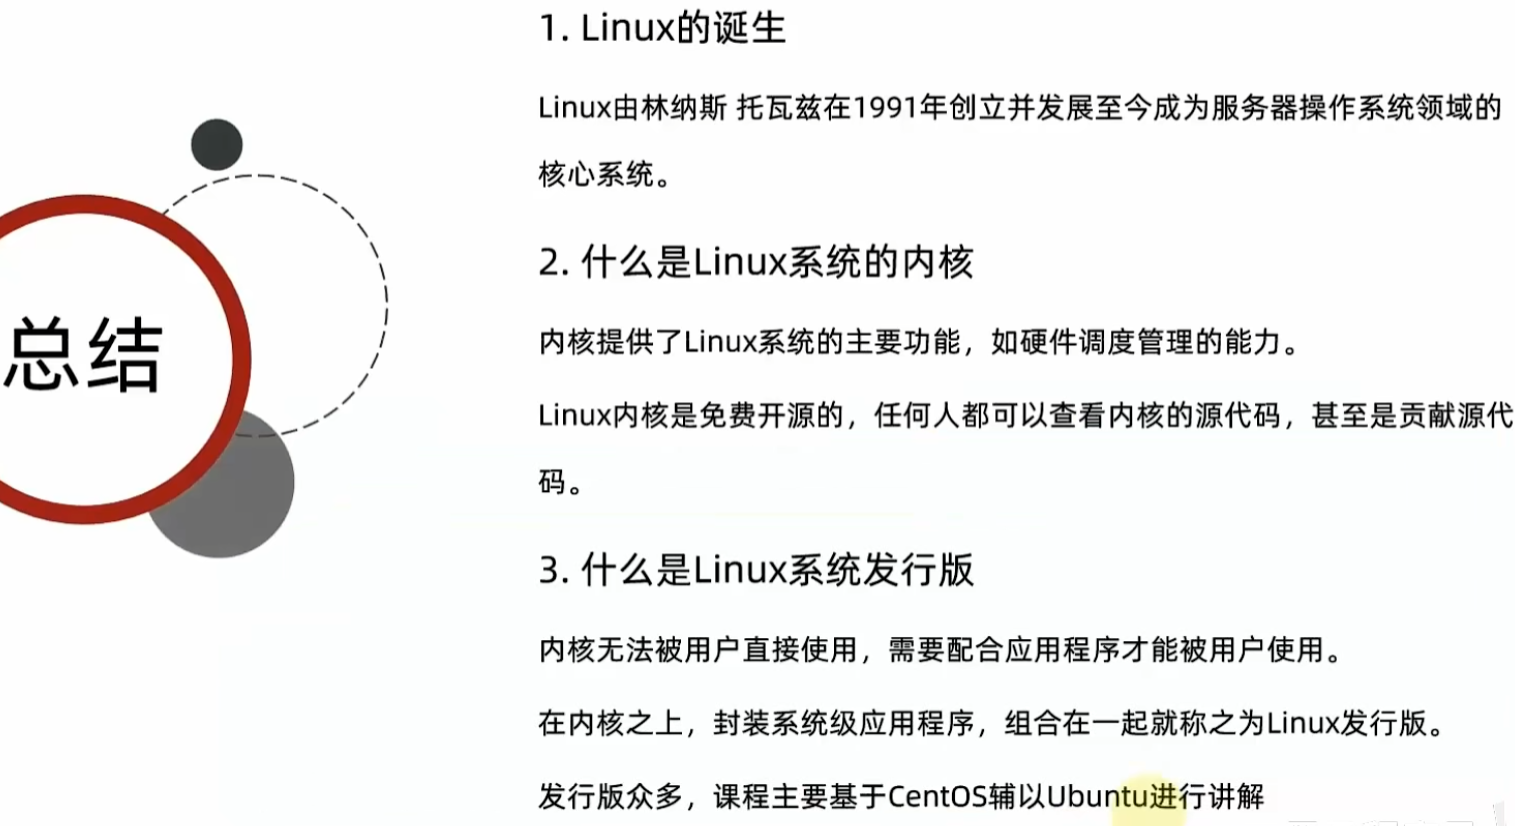 总结
1. Linux的诞生
Linux由林纳斯 托瓦兹在1991年创立并发展至今成为服务器操作系统领域的
核心系统。
2. 什么是Linux系统的内核
内核提供了Linux系统的主要功能，如硬件调度管理的能力。
Linux内核是免费开源的，任何人都可以查看内核的源代码，甚至是贡献源代
码。
3. 什么是Linux系统发行版
内核无法被用户直接使用，需要配合应用程序才能被用户使用。
在内核之上，封装系统级应用程序，组合在一起就称之为Linux发行版。
发行版众多，课程主要基于CentOS辅以Ubuntu进行讲解